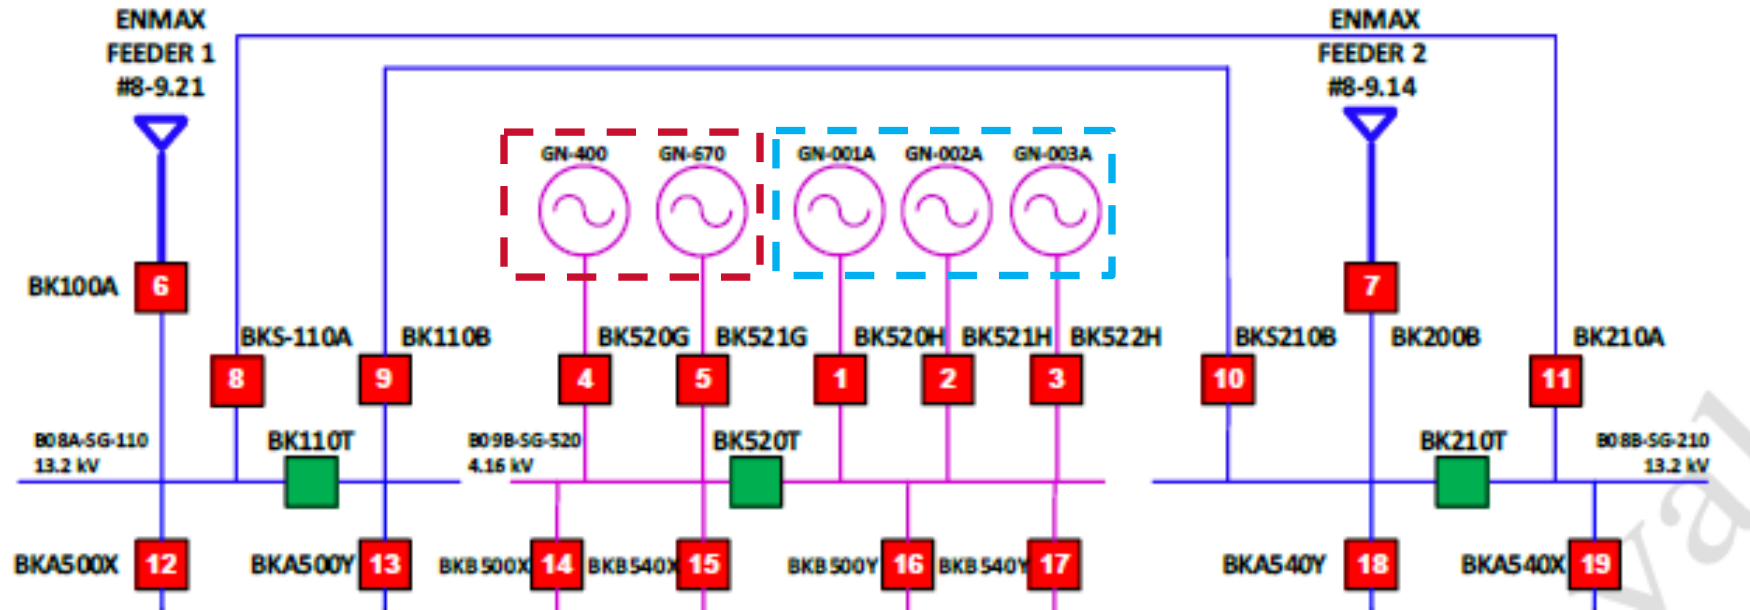 ENMAX
FEEDER 1
#8-9.21
ENMAX
FEEDER 2
#8-9.14
GN-400
GN-670
GN-001A
GN-002A
GN-003A
BK100A
6
7
BKS-110A
BK110B
BK520G
BK521G
BK520H
BK521H
BK522H
BKS210B
BK200B
BK210A
8
9
4
5
1
2
3
10
11
B08A-SG-110
13.2 kV
BK110T
B09B-SG-520
4.16 kV
BK520T
BK210T
B08B-SG-210
13.2 kV
BKA500X
12
BKA500Y
13
BKB500X
14
BKB540X
15
BKB500Y
16
BKB540Y
17
BKA540Y
18
BKA540X
19
val